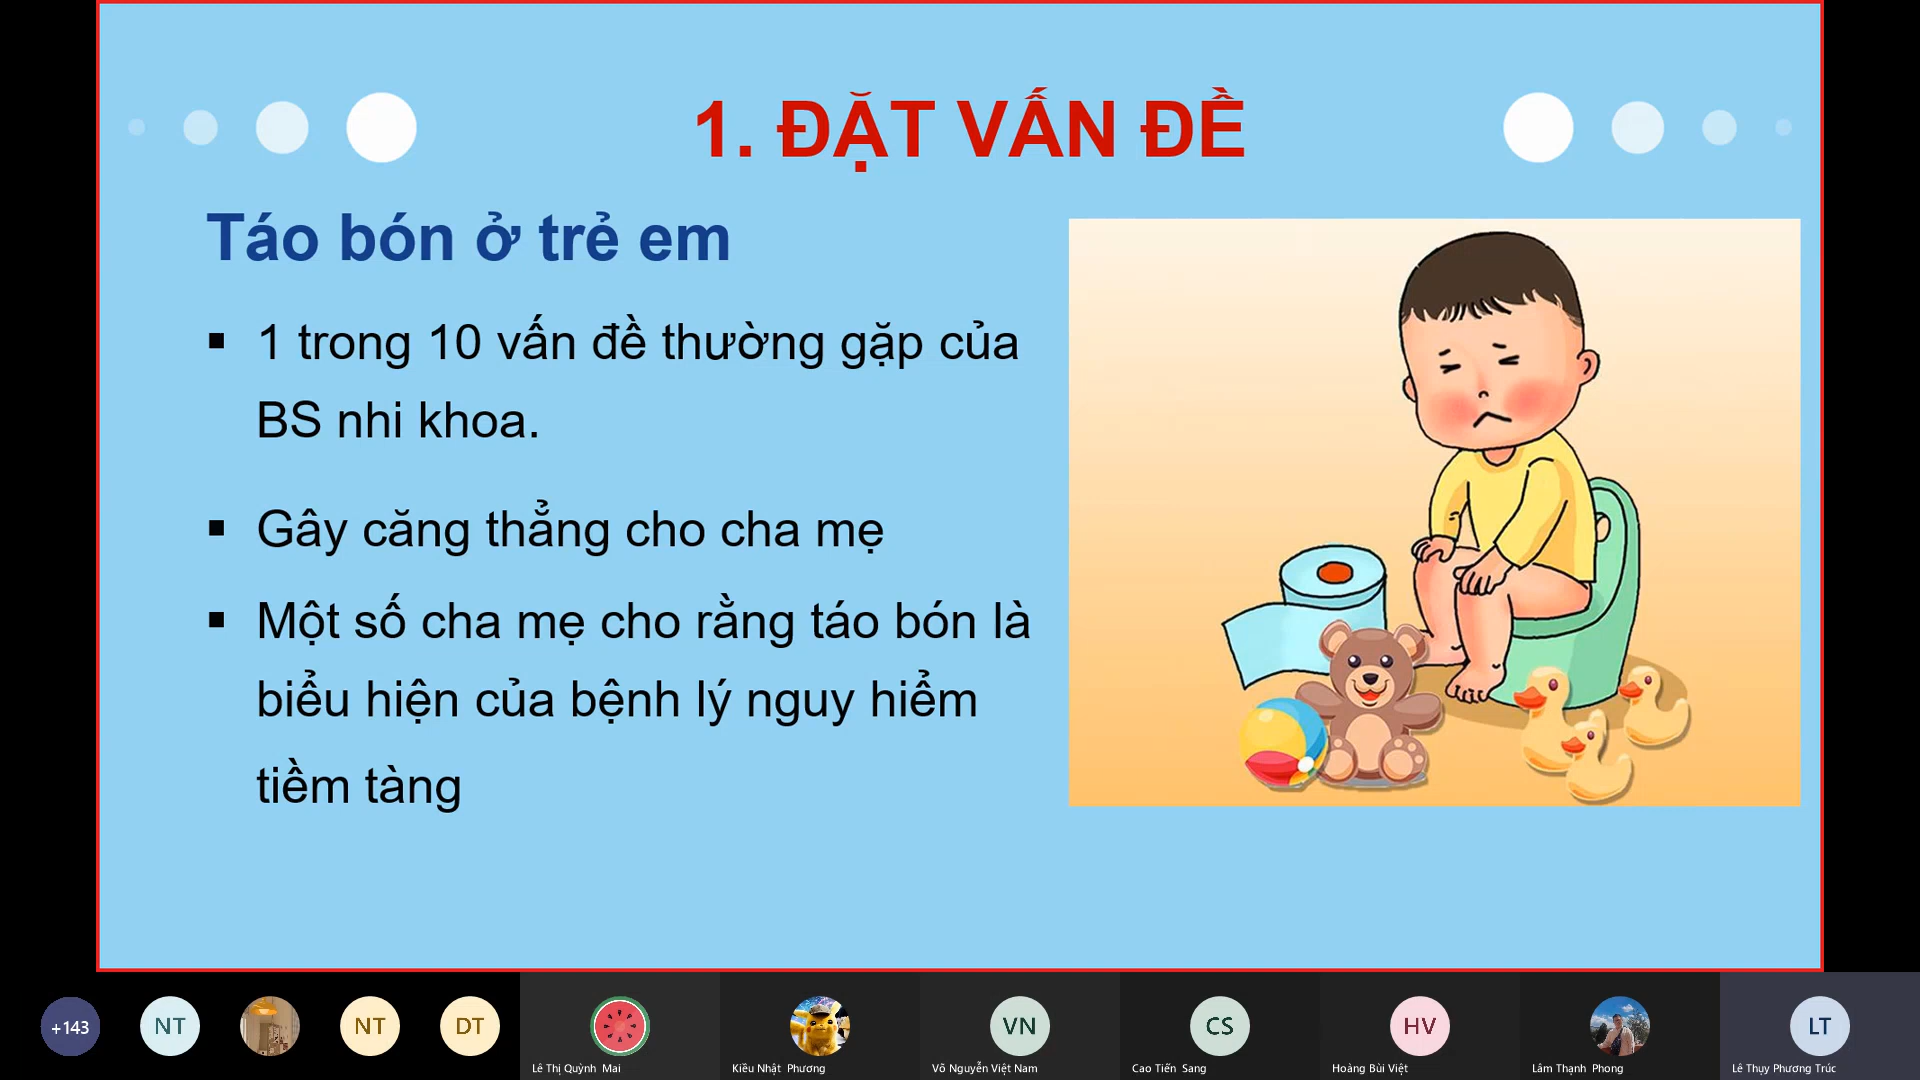 1. ĐẶT VẤN ĐỀ
Táo bón ở trẻ em
▪ 1 trong 10 vấn đề thường gặp của
BS nhi khoa.
▪ Gây căng thẳng cho cha mẹ
▪ Một số cha mẹ cho rằng táo bón là
biểu hiện của bệnh lý nguy hiểm
tiềm tàng
+143
NT
NT
DT
VN
CS
HV
LT
Lê Thị Quỳnh Mai
Kiều Nhật Phương
Võ Nguyễn Việt Nam
Cao Tiến Sang
Hoàng Bùi Việt
Lâm Thạnh Phong
Lê Thụy Phương Trúc